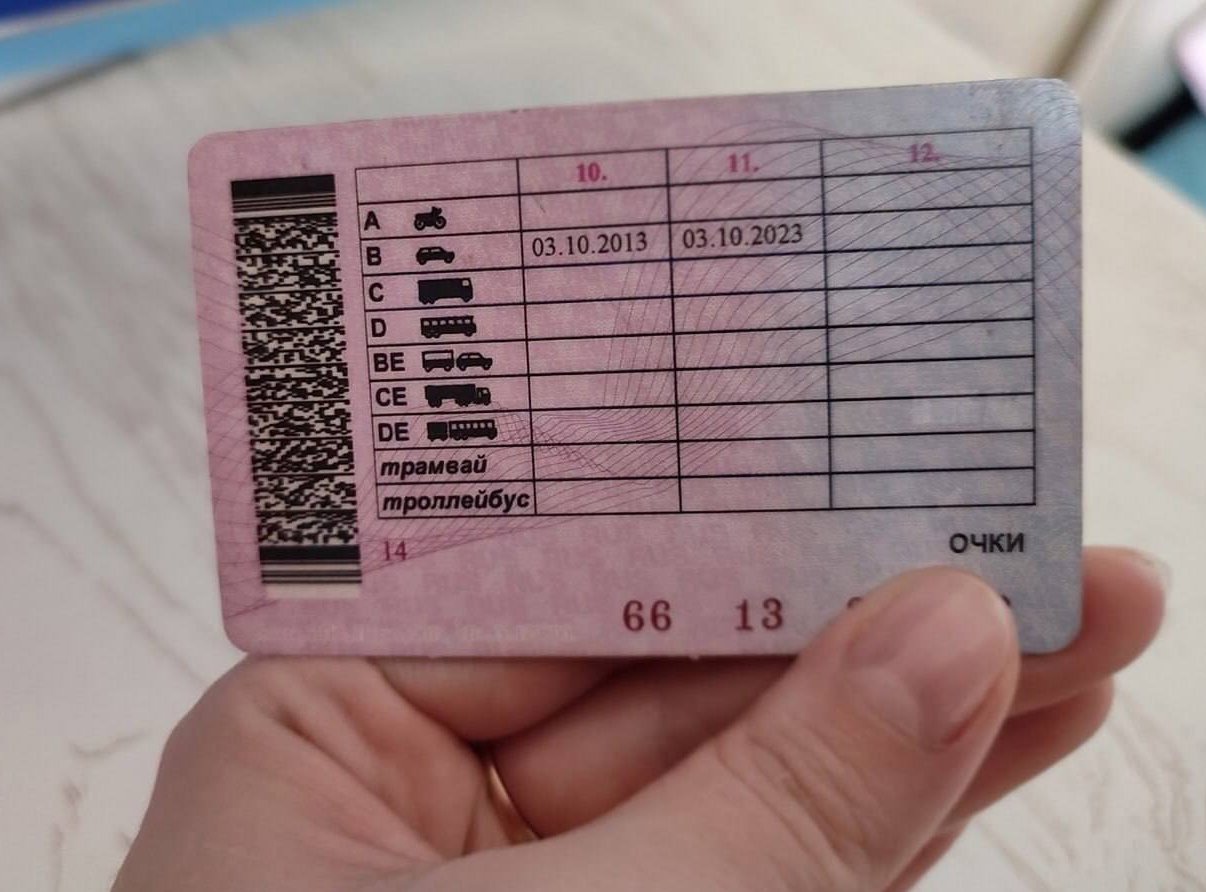 10. 11. 12.
A
B 03.10.2013 03.10.2023
C
D
BE
CE
DE
трамвай
троллейбус
14 ОЧКИ
66 13